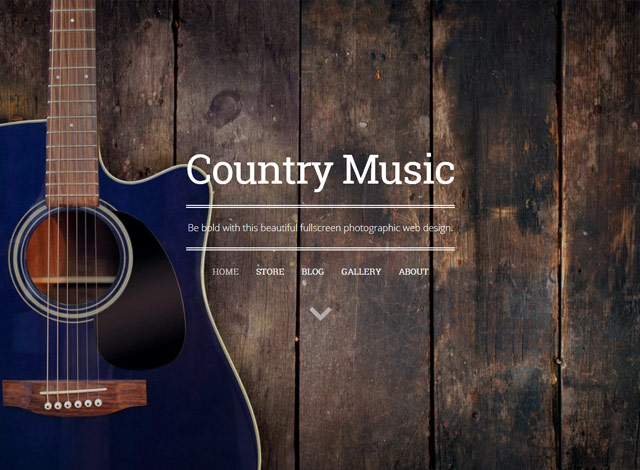 Country Music
Be bold with this beautiful fullscreen photographic web design.
HOME STORE BLOG GALLERY ABOUT